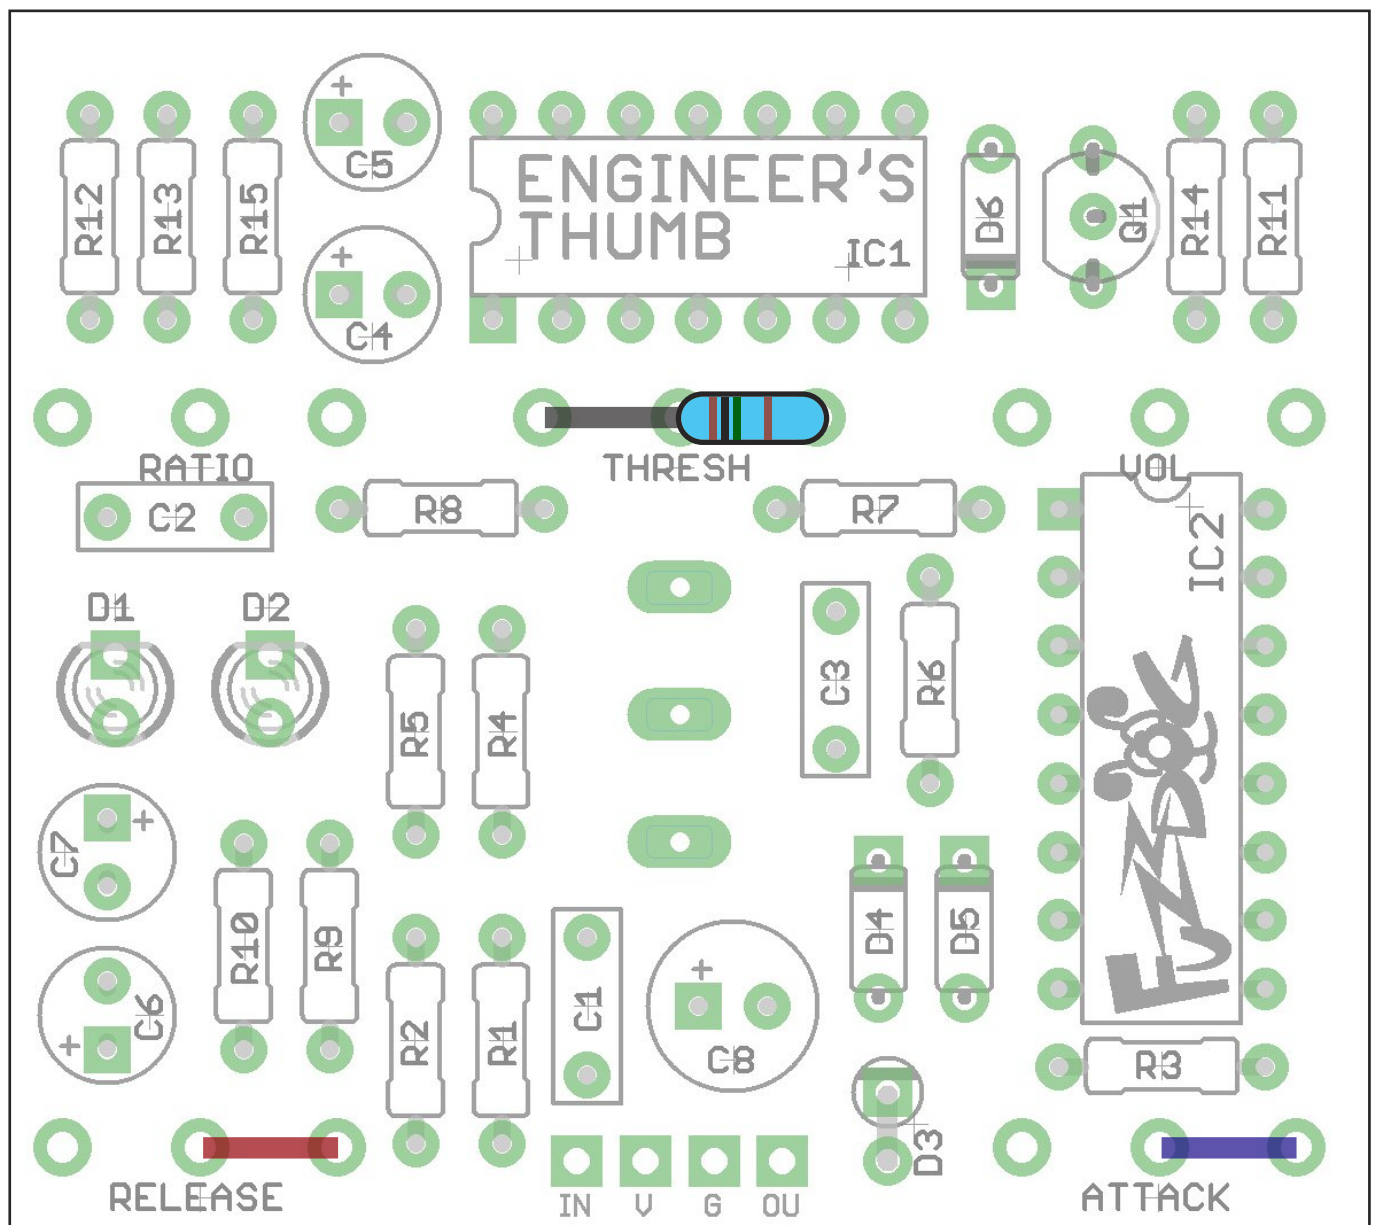 C5
ENGINEER'S
THUMB
IC1
R12
R13
R15
C4
D6
Q1
R14
R11
RATIO
THRESH
VOL
C2
R8
R7
IC2
D1
D2
R5
R4
C3
R6
C7
R10
R9
C6
R2
R1
C1
C8
D4
D5
FUZZDOG
R3
D3
RELEASE
IN V G OU
ATTACK